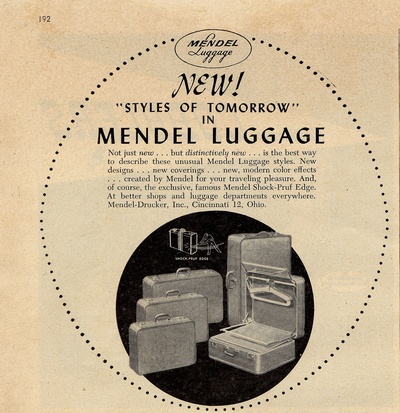 192
MENDEL
Luggage
NEW!
"STYLES OF TOMORROW"
IN
MENDEL LUGGAGE
Not just new . . . but distinctively new . . . is the best way
to describe these unusual Mendel Luggage styles. New
designs . . . new coverings . . . new, modern color effects
. . . created by Mendel for your traveling pleasure. And,
of course, the exclusive, famous Mendel Shock-Pruf Edge.
At better shops and luggage departments everywhere.
Mendel-Drucker, Inc., Cincinnati 12, Ohio.
SHOCK-PRUF EDGE